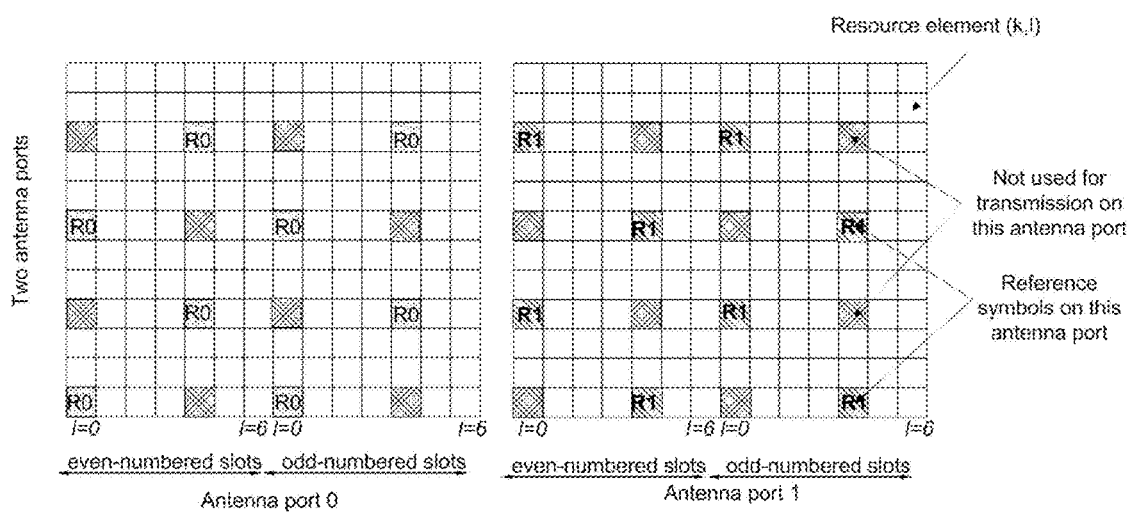 Resource element (k,l)
Two antenna ports
R0 R0
R0 R0
R0 R0
R0 R0
l=0 l=6 l=0 l=6
even-numbered slots odd-numbered slots
Antenna port 0
R1 R1
R1 R1
R1 R1
R1 R1
l=0 l=6 l=0 l=6
even-numbered slots odd-numbered slots
Antenna port 1
Not used for
transmission on
this antenna port
Reference
symbols on this
antenna port